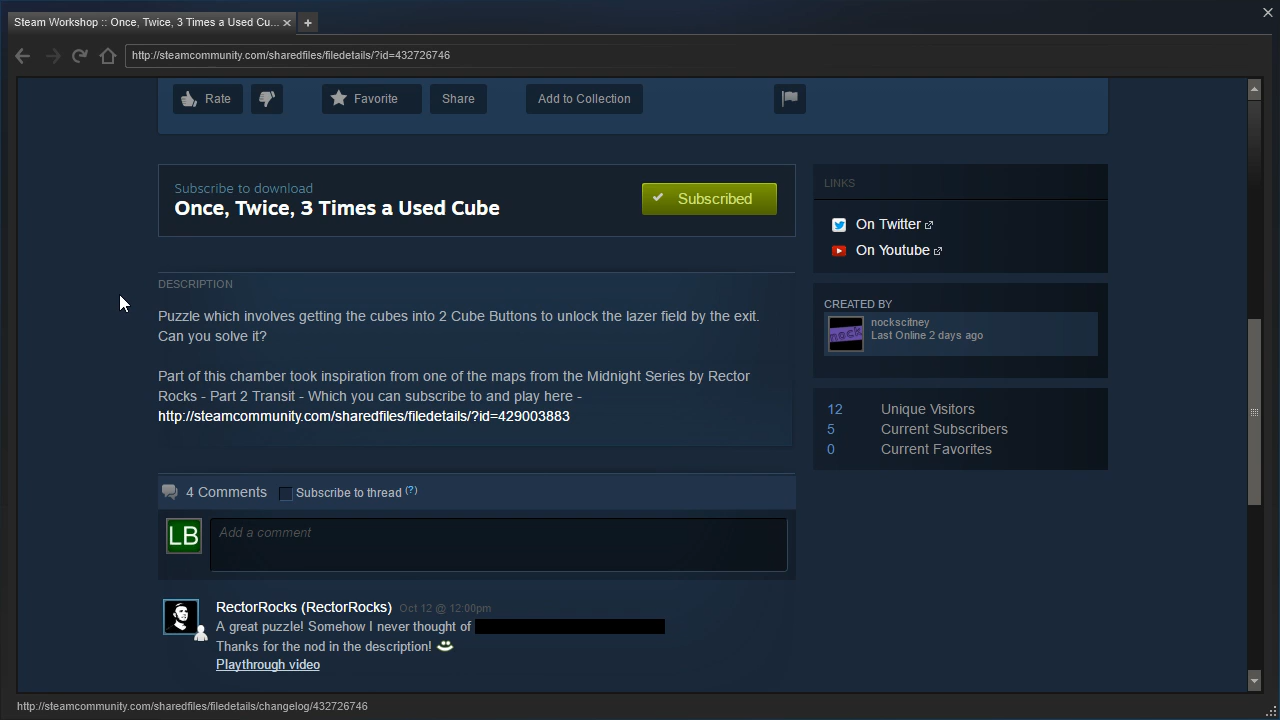 Steam Workshop :: Once, Twice, 3 Times a Used Cu...
http://steamcommunity.com/sharedfiles/filedetails/?id=432726746
Rate
Favorite
Share
Add to Collection
Subscribe to download
Once, Twice, 3 Times a Used Cube
Subscribed
LINKS
On Twitter
On Youtube
DESCRIPTION
Puzzle which involves getting the cubes into 2 Cube Buttons to unlock the lazer field by the exit.
Can you solve it?
Part of this chamber took inspiration from one of the maps from the Midnight Series by Rector
Rocks - Part 2 Transit - Which you can subscribe to and play here -
http://steamcommunity.com/sharedfiles/filedetails/?id=429003883
CREATED BY
nock
nockscitney
Last Online 2 days ago
12 Unique Visitors
5 Current Subscribers
0 Current Favorites
4 Comments
Subscribe to thread (?)
LB
Add a comment
RectorRocks (RectorRocks) Oct 12 @ 12:00pm
A great puzzle! Somehow I never thought of
Thanks for the nod in the description!
Playthrough video
http://steamcommunity.com/sharedfiles/filedetails/changelog/432726746